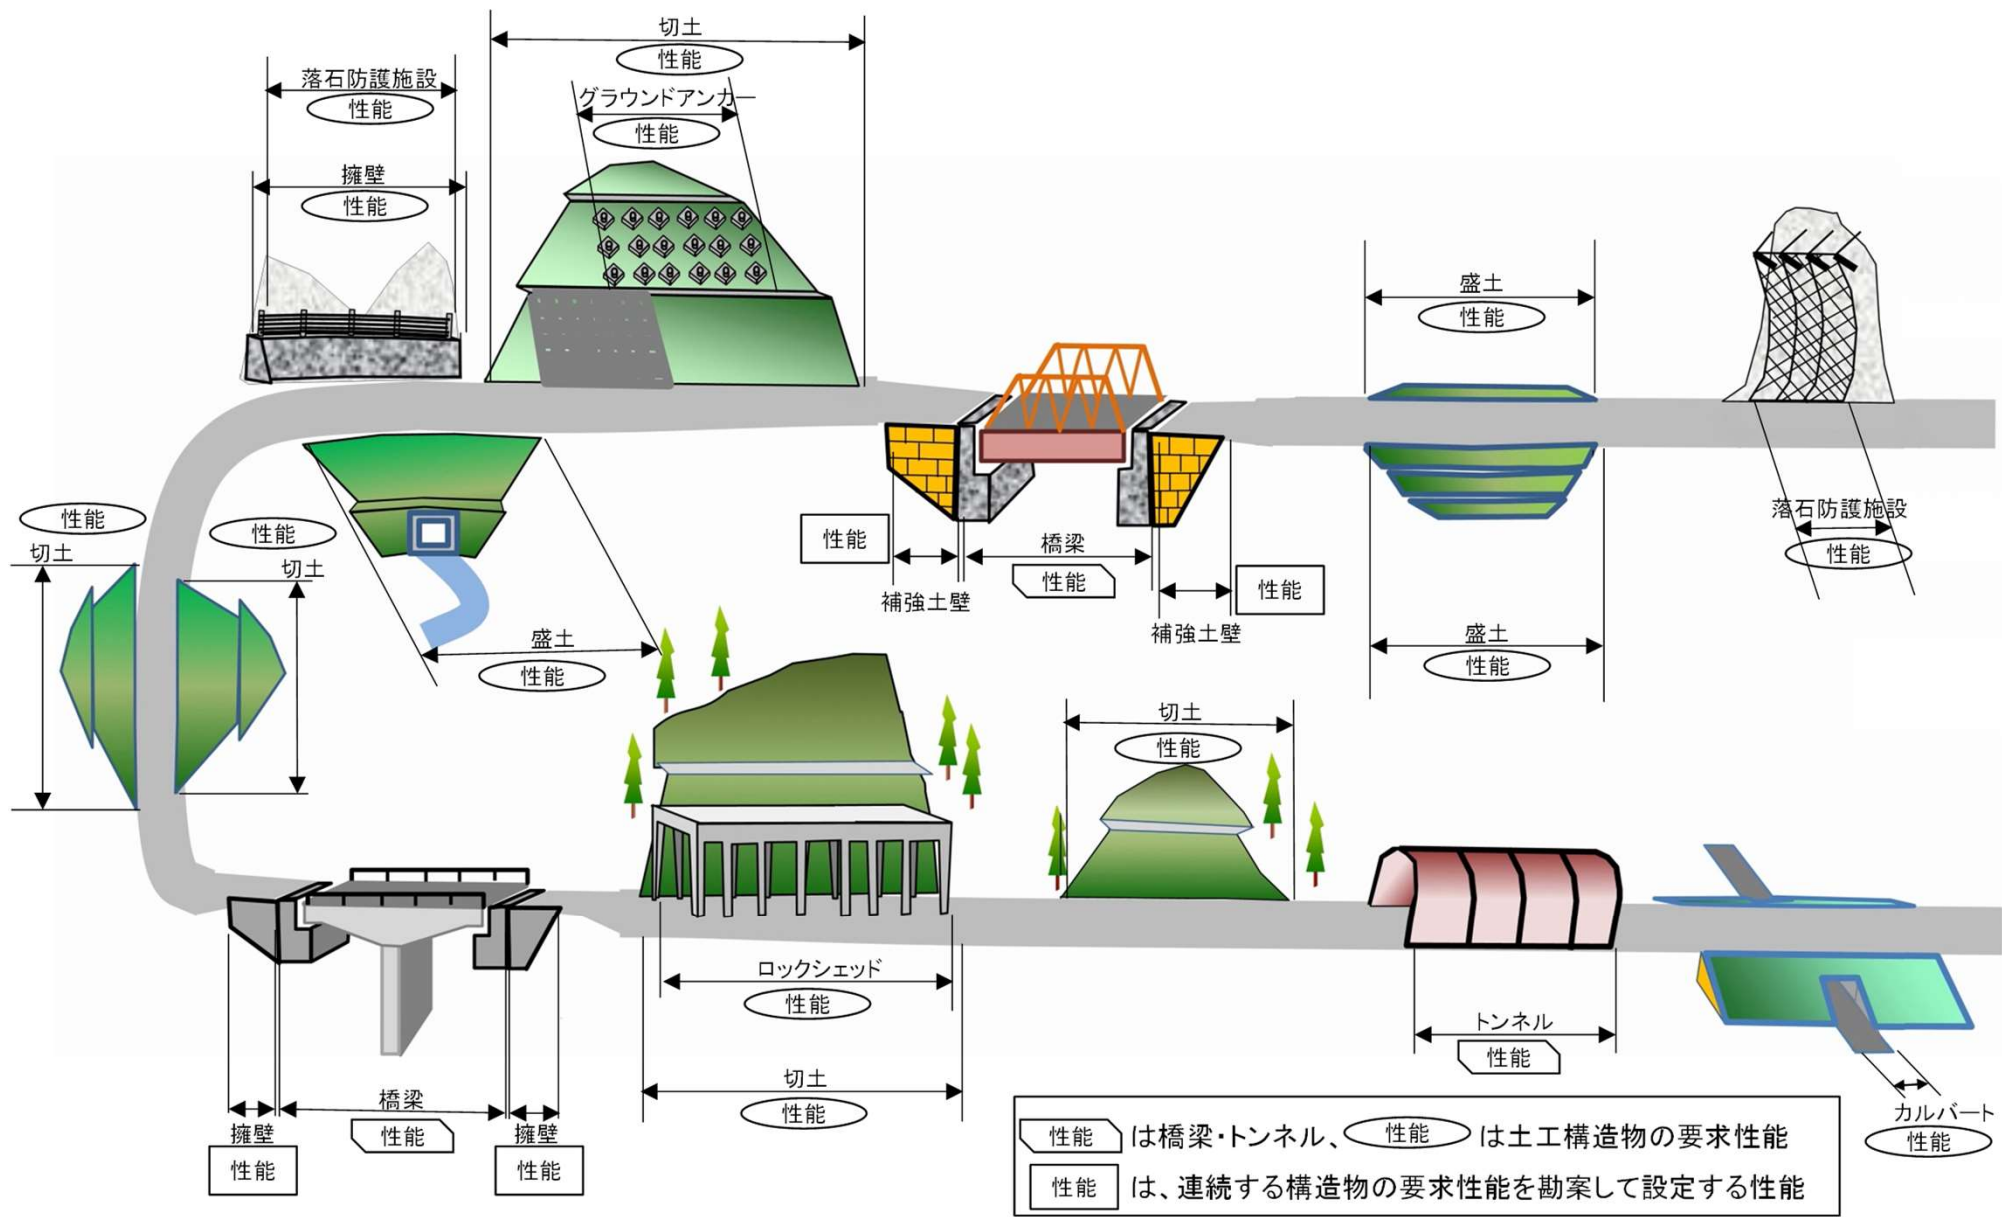 切土
性能
落石防護施設
性能
グラウンドアンカー
性能
擁壁
性能
盛土
性能
落石防護施設
性能
性能
切土
性能
切土
性能
橋梁
性能
補強土壁
性能
補強土壁
盛土
性能
盛土
性能
切土
性能
ロックシェッド
性能
トンネル
性能
切土
性能
橋梁
性能
擁壁
性能
擁壁
性能
カルバート
性能
性能 は橋梁・トンネル、 性能 は土工構造物の要求性能
性能 は、連続する構造物の要求性能を勘案して設定する性能